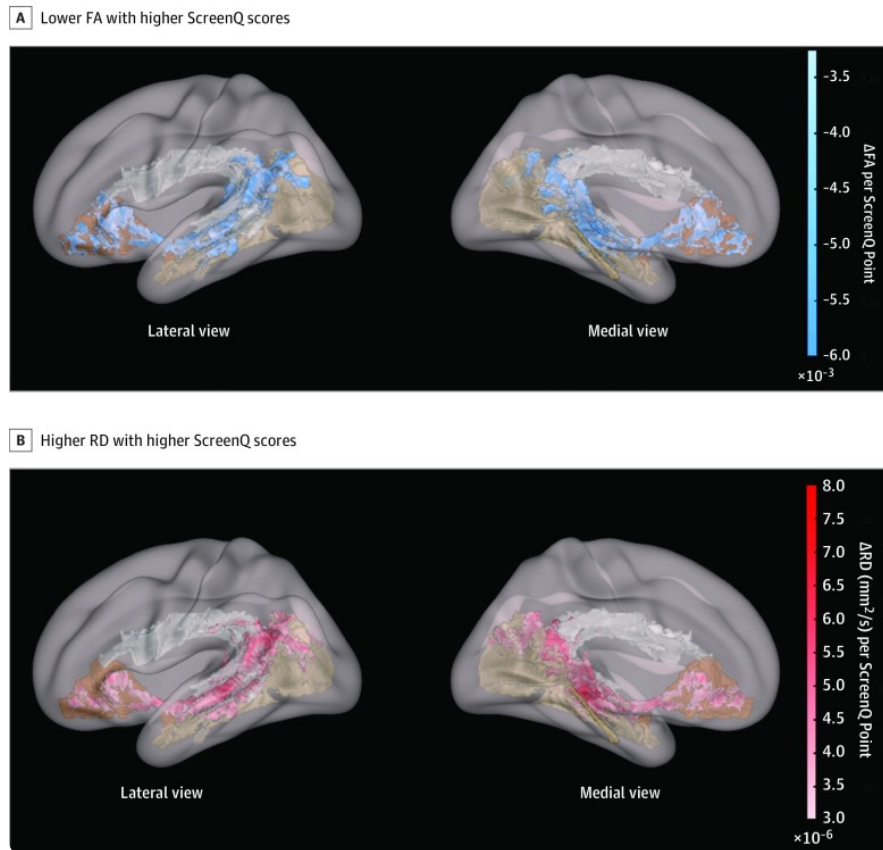 A Lower FA with higher ScreenQ scores
-3.5
-4.0
-4.5
-5.0
-5.5
-6.0
×10⁻³
ΔFA per ScreenQ Point
Lateral view
Medial view
B Higher RD with higher ScreenQ scores
8.0
7.5
7.0
6.5
6.0
5.5
5.0
4.5
4.0
3.5
3.0
×10⁻⁶
ΔRD (mm²/s) per ScreenQ Point
Lateral view
Medial view